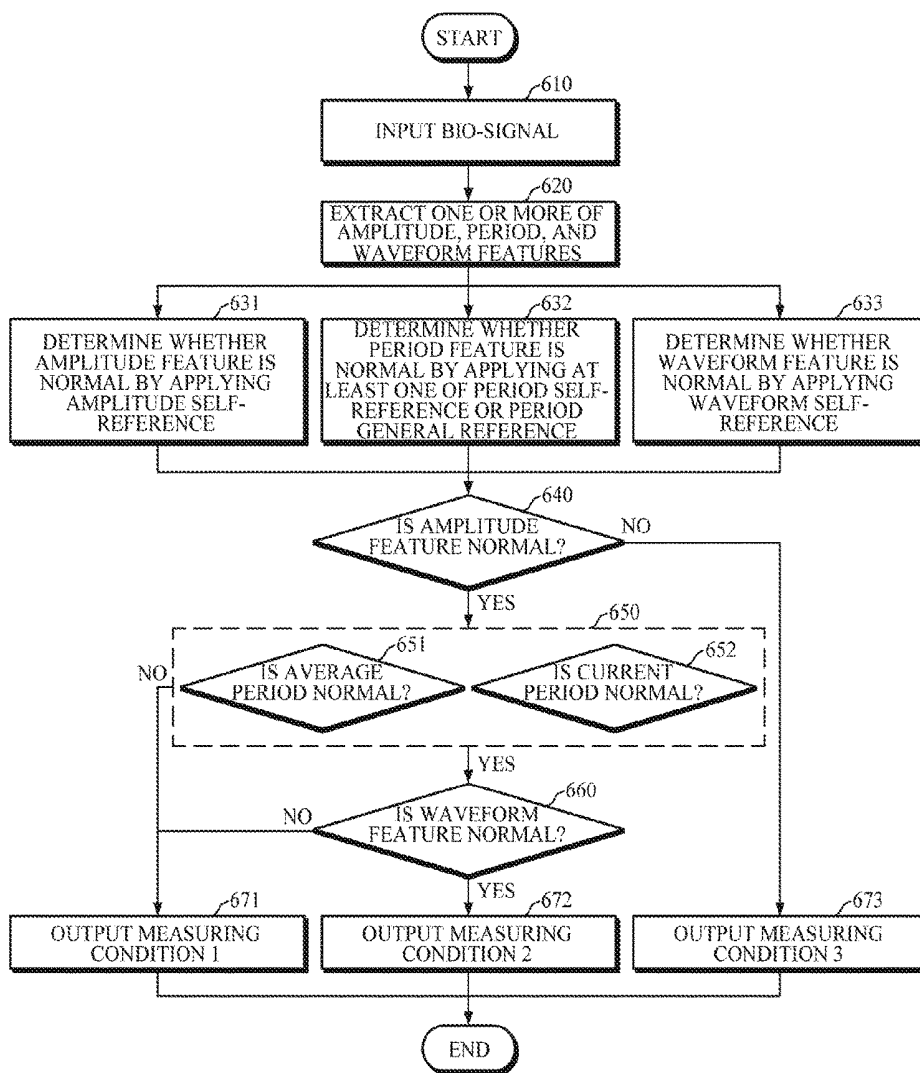 START
610
INPUT BIO-SIGNAL
620
EXTRACT ONE OR MORE OF
AMPLITUDE, PERIOD, AND
WAVEFORM FEATURES
631
DETERMINE WHETHER
AMPLITUDE FEATURE IS
NORMAL BY APPLYING
AMPLITUDE SELF-
REFERENCE
632
DETERMINE WHETHER
PERIOD FEATURE IS
NORMAL BY APPLYING AT
LEAST ONE OF PERIOD SELF-
REFERENCE OR PERIOD
GENERAL REFERENCE
633
DETERMINE WHETHER
WAVEFORM FEATURE IS
NORMAL BY APPLYING
WAVEFORM SELF-
REFERENCE
640
IS AMPLITUDE
FEATURE NORMAL?
NO
YES
650
651
IS AVERAGE
PERIOD NORMAL?
NO
652
IS CURRENT
PERIOD NORMAL?
YES
660
IS WAVEFORM
FEATURE NORMAL?
NO
YES
671
OUTPUT MEASURING
CONDITION 1
672
OUTPUT MEASURING
CONDITION 2
673
OUTPUT MEASURING
CONDITION 3
END